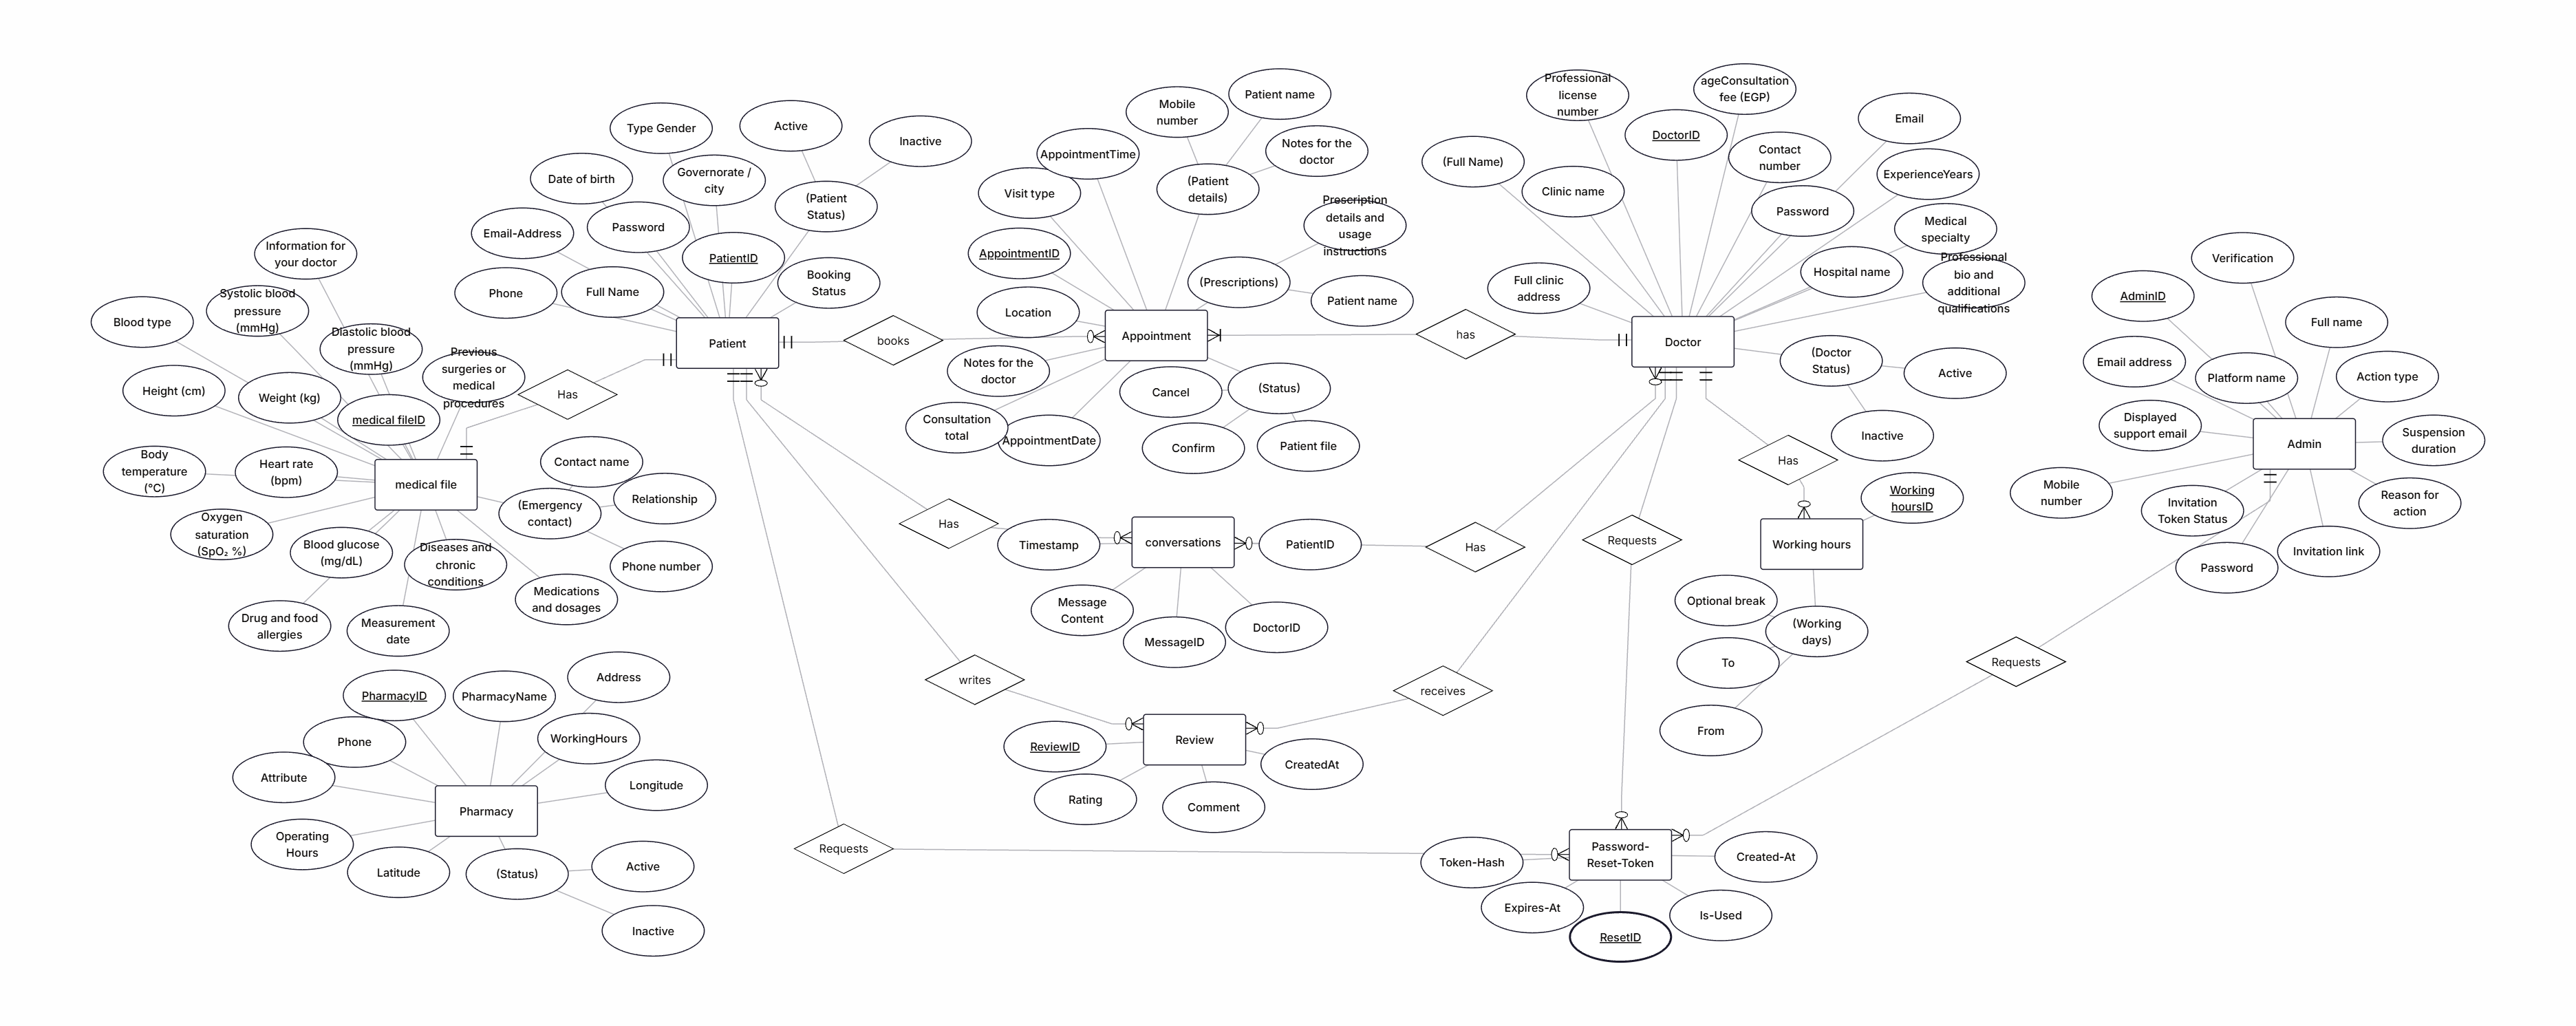 Type Gender
Active
Inactive
Date of birth
Governorate /
city
(Patient
Status)
Email-Address
Password
PatientID
Booking
Status
Phone
Full Name
Patient
books
Information for
your doctor
Systolic blood
pressure
(mmHg)
Blood type
Diastolic blood
pressure
(mmHg)
Previous
surgeries or
medical
procedures
Height (cm)
Weight (kg)
medical fileID
Has
Body
temperature
(°C)
Heart rate
(bpm)
medical file
Contact name
(Emergency
contact)
Relationship
Phone number
Oxygen
saturation
(SpO₂ %)
Blood glucose
(mg/dL)
Diseases and
chronic
conditions
Medications
and dosages
Drug and food
allergies
Measurement
date
PharmacyID
PharmacyName
Address
Phone
WorkingHours
Attribute
Longitude
Pharmacy
Operating
Hours
Latitude
(Status)
Active
Inactive
Mobile
number
Patient name
AppointmentTime
Notes for the
doctor
Visit type
(Patient
details)
Prescription
details and
usage
instructions
AppointmentID
(Prescriptions)
Location
Patient name
Appointment
has
Notes for the
doctor
Cancel
(Status)
Consultation
total
AppointmentDate
Confirm
Patient file
Has
Timestamp
conversations
PatientID
Has
Message
Content
MessageID
DoctorID
writes
receives
Review
ReviewID
CreatedAt
Rating
Comment
Requests
Professional
license
number
ageConsultation
fee (EGP)
DoctorID
Email
(Full Name)
Contact
number
Clinic name
ExperienceYears
Password
Medical
specialty
Full clinic
address
Hospital name
Professional
bio and
additional
qualifications
Doctor
(Doctor
Status)
Active
Inactive
Has
Requests
Working
hoursID
Working hours
Optional break
(Working
days)
To
From
Requests
Token-Hash
Password-
Reset-Token
Created-At
Expires-At
Is-Used
ResetID
Verification
AdminID
Full name
Email address
Platform name
Action type
Displayed
support email
Admin
Suspension
duration
Mobile
number
Invitation
Token Status
Reason for
action
Invitation link
Password